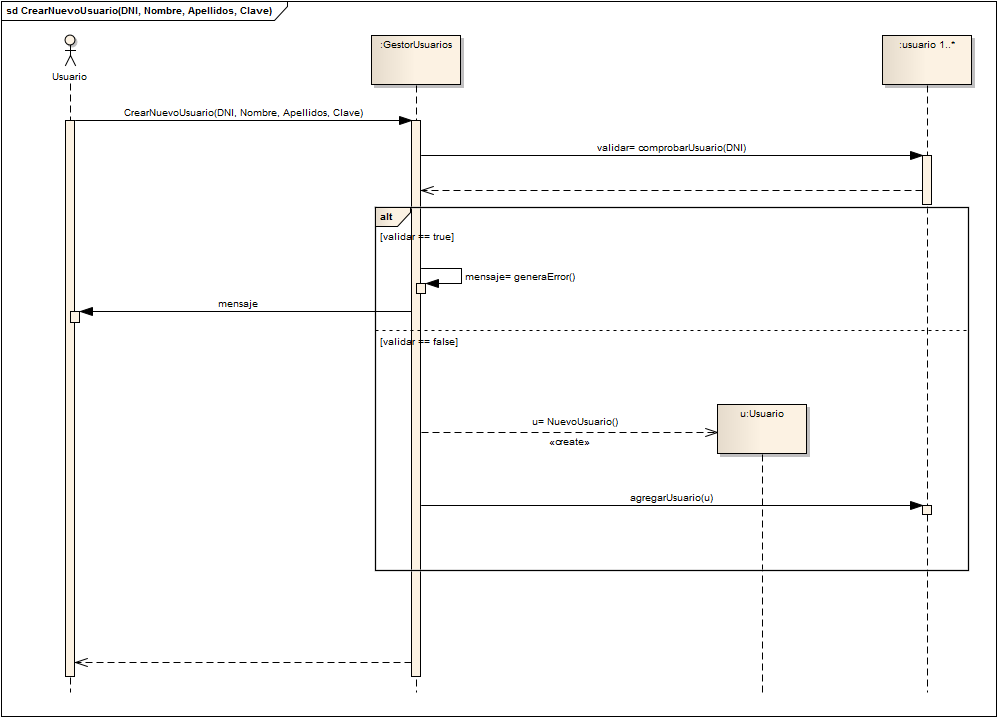 sd CrearNuevoUsuario(DNI, Nombre, Apellidos, Clave)
Usuario
:GestorUsuarios
:usuario 1..*
CrearNuevoUsuario(DNI, Nombre, Apellidos, Clave)
validar= comprobarUsuario(DNI)
alt
[validar == true]
mensaje= generaError()
mensaje
[validar == false]
u:Usuario
u= NuevoUsuario()
«create»
agregarUsuario(u)